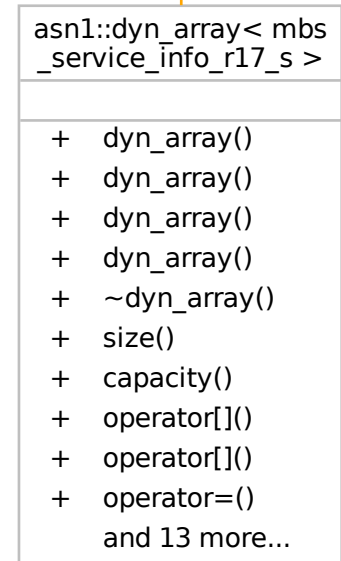 asn1::dyn_array< mbs
_service_info_r17_s >
+ dyn_array()
+ dyn_array()
+ dyn_array()
+ dyn_array()
+ ~dyn_array()
+ size()
+ capacity()
+ operator[]()
+ operator[]()
+ operator=()
and 13 more...